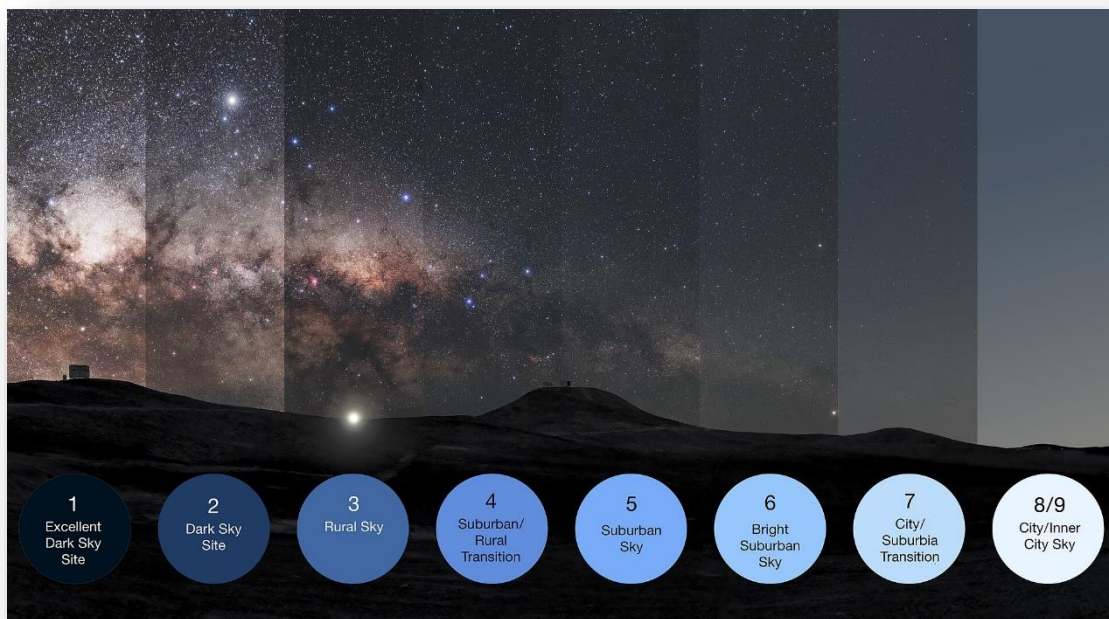 1
Excellent
Dark Sky
Site
2
Dark Sky
Site
3
Rural Sky
4
Suburban/
Rural
Transition
5
Suburban
Sky
6
Bright
Suburban
Sky
7
City/
Suburbia
Transition
8/9
City/Inner
City Sky